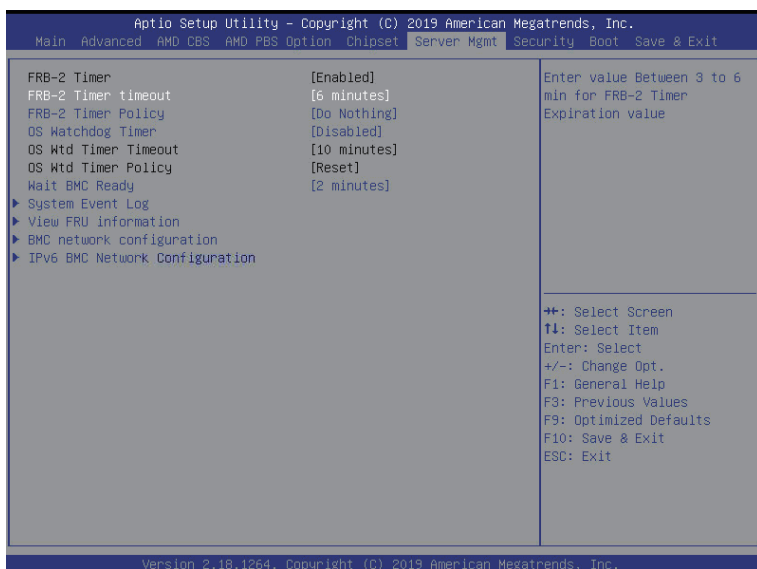 Aptio Setup Utility – Copyright (C) 2019 American Megatrends, Inc.
Main Advanced AMD CBS AMD PBS Option Chipset Server Mgmt Security Boot Save & Exit
FRB-2 Timer [Enabled]
FRB-2 Timer timeout [6 minutes]
FRB-2 Timer Policy [Do Nothing]
OS Watchdog Timer [Disabled]
OS Wtd Timer Timeout [10 minutes]
OS Wtd Timer Policy [Reset]
Wait BMC Ready [2 minutes]
System Event Log
View FRU information
BMC network configuration
IPv6 BMC Network Configuration
Enter value Between 3 to 6
min for FRB-2 Timer
Expiration value
→←: Select Screen
↑↓: Select Item
Enter: Select
+/-: Change Opt.
F1: General Help
F3: Previous Values
F9: Optimized Defaults
F10: Save & Exit
ESC: Exit
Version 2.18.1264. Copyright (C) 2019 American Megatrends, Inc.